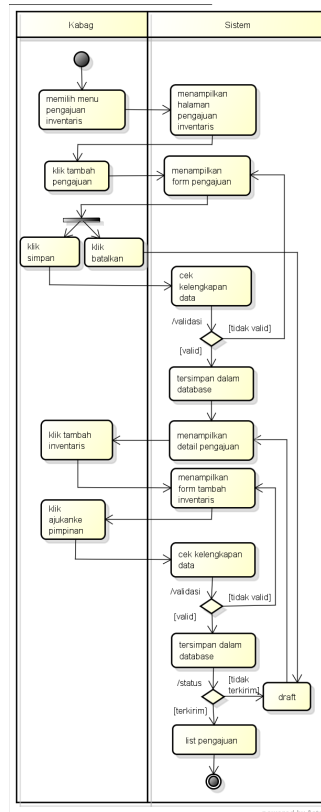 Kabag
Sistem
memilih menu
pengajuan
inventaris
menampilkan
halaman
pengajuan
inventaris
klik tambah
pengajuan
menampilkan
form pengajuan
klik
simpan
klik
batalkan
cek
kelengkapan
data
/validasi
[tidak valid]
[valid]
tersimpan dalam
database
klik tambah
inventaris
menampilkan
detail pengajuan
menampilkan
form tambah
inventaris
klik
ajukanke
pimpinan
cek kelengkapan
data
/validasi
[tidak valid]
[valid]
tersimpan dalam
database
/status
[tidak
terkirim]
draft
[terkirim]
list pengajuan